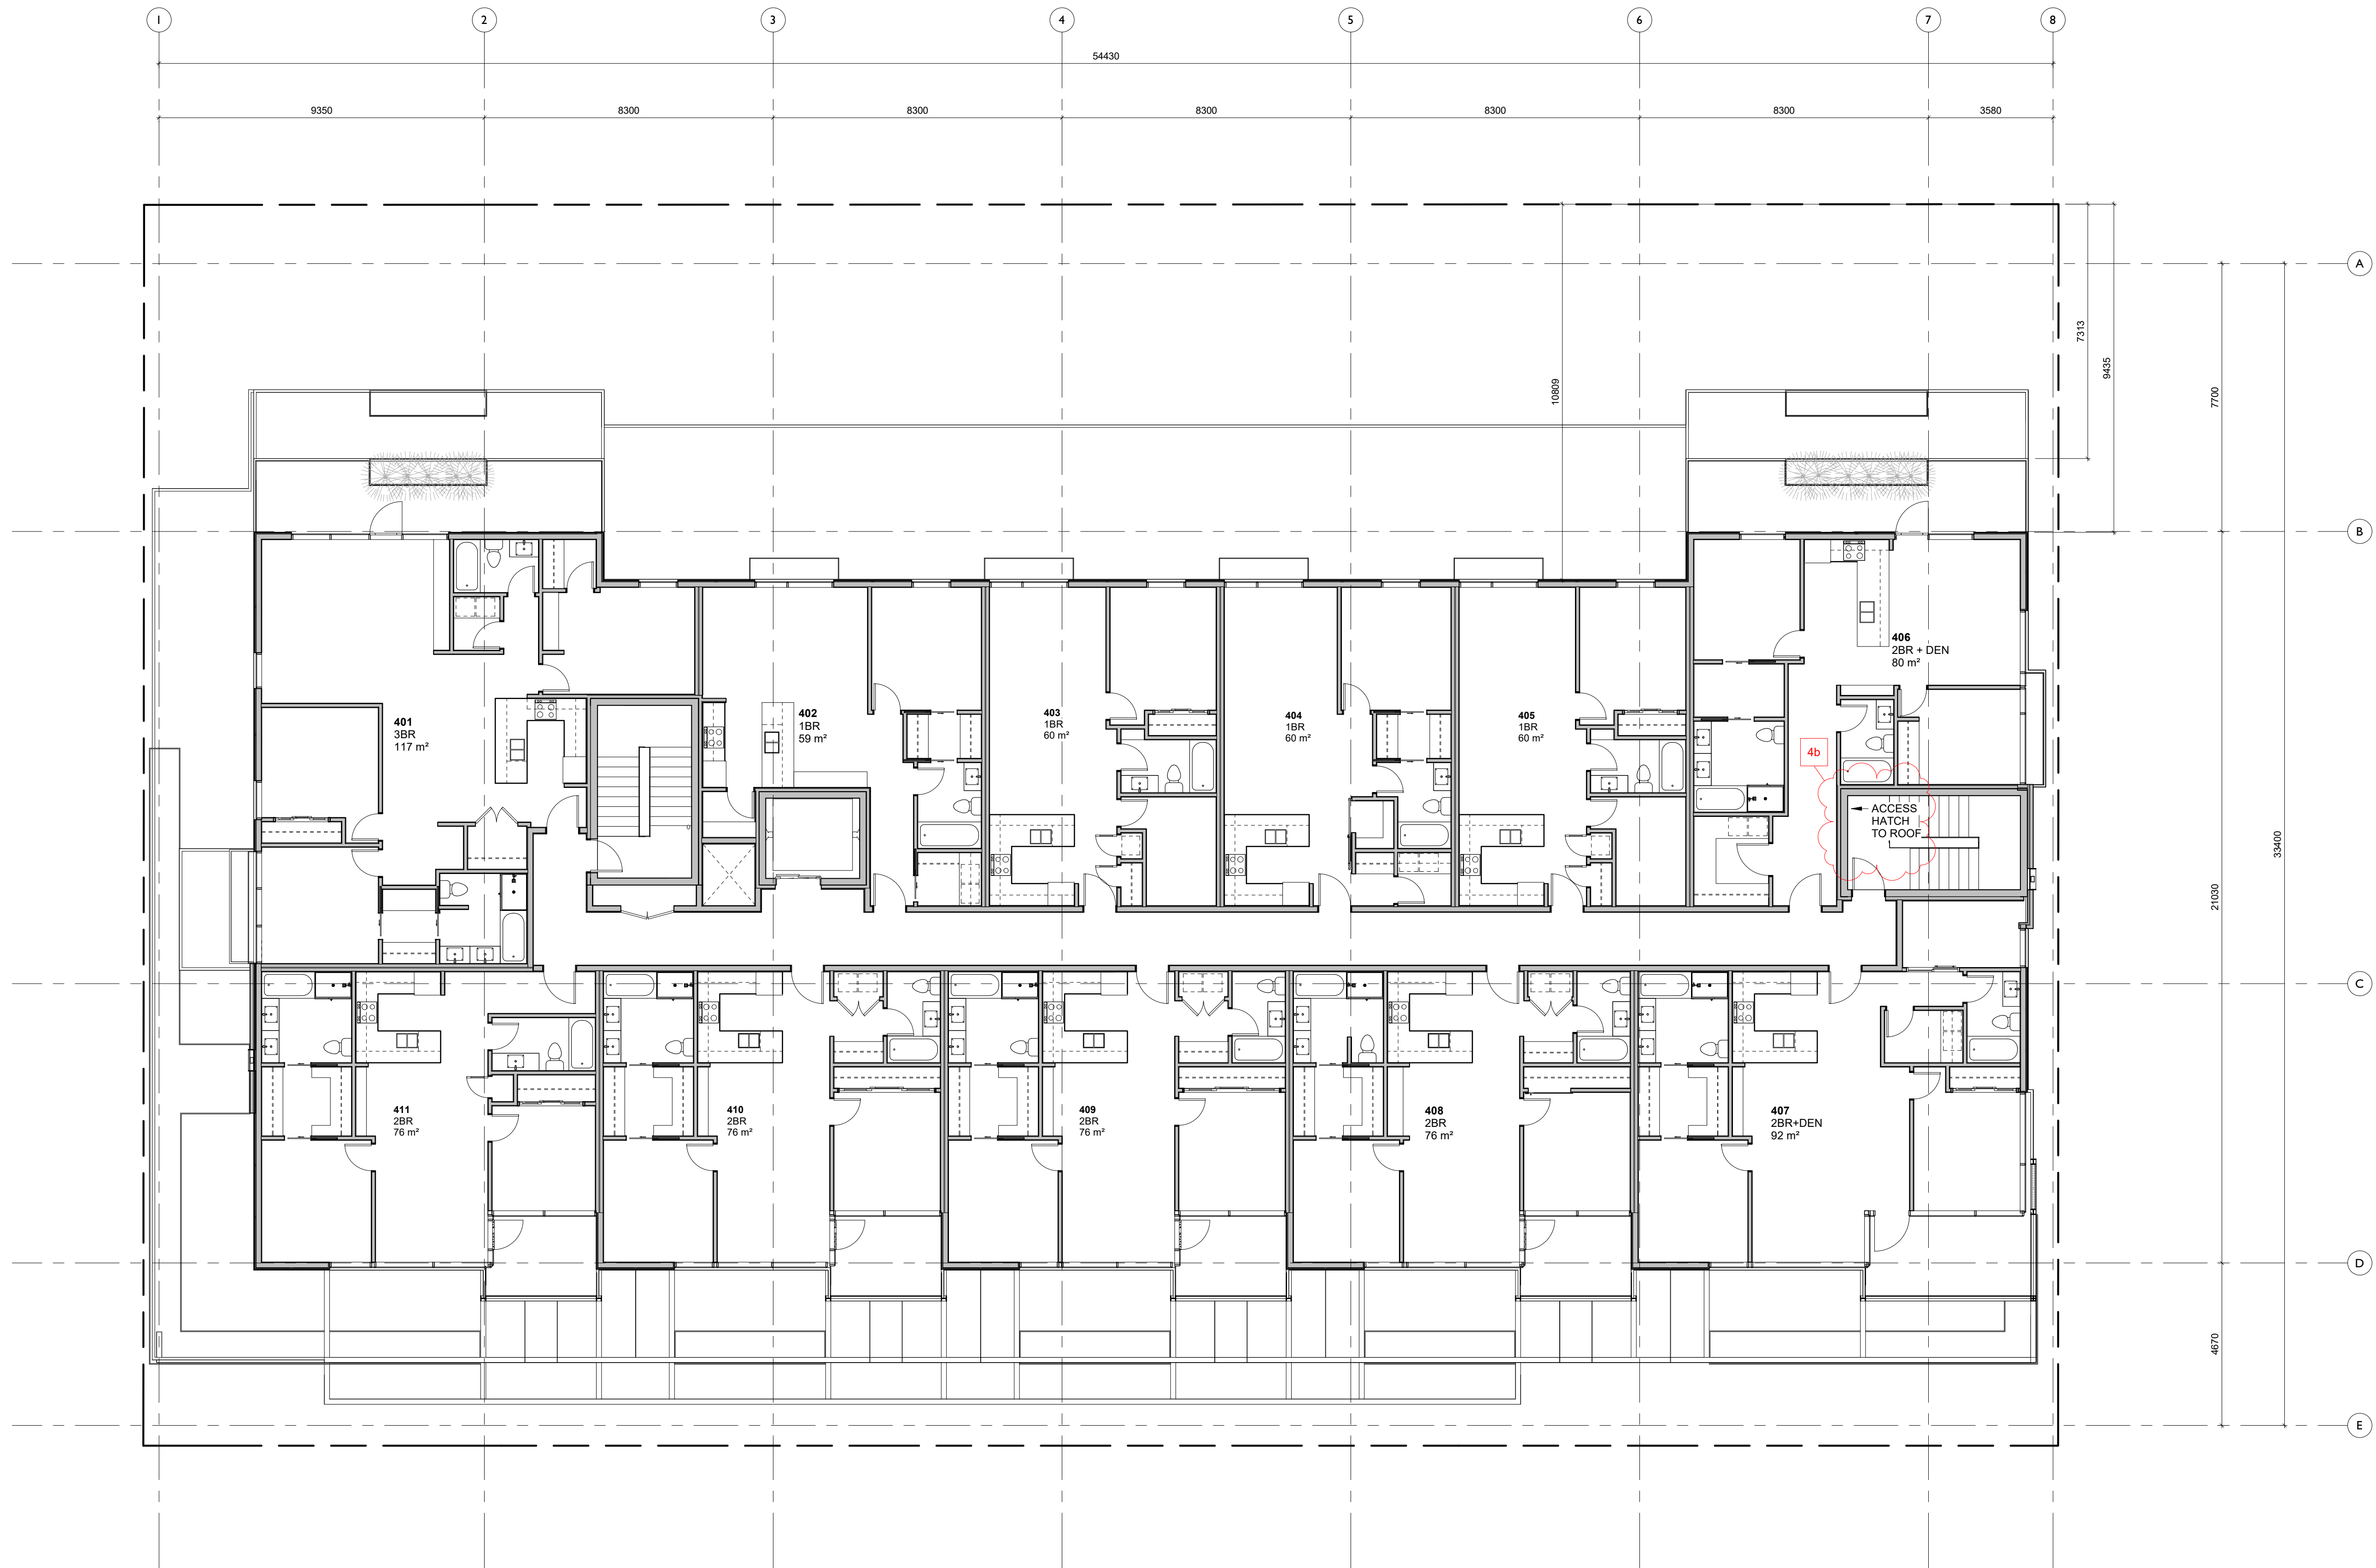 1 2 3 4 5 6 7 8
54430
9350 8300 8300 8300 8300 8300 3580
A
7313
9435
10809
7700
B
406
2BR + DEN
80 m²
401
3BR
117 m²
402
1BR
59 m²
403
1BR
60 m²
404
1BR
60 m²
405
1BR
60 m²
4b
ACCESS
HATCH
TO ROOF
33400
21030
C
411
2BR
76 m²
410
2BR
76 m²
409
2BR
76 m²
408
2BR
76 m²
407
2BR+DEN
92 m²
D
4670
E